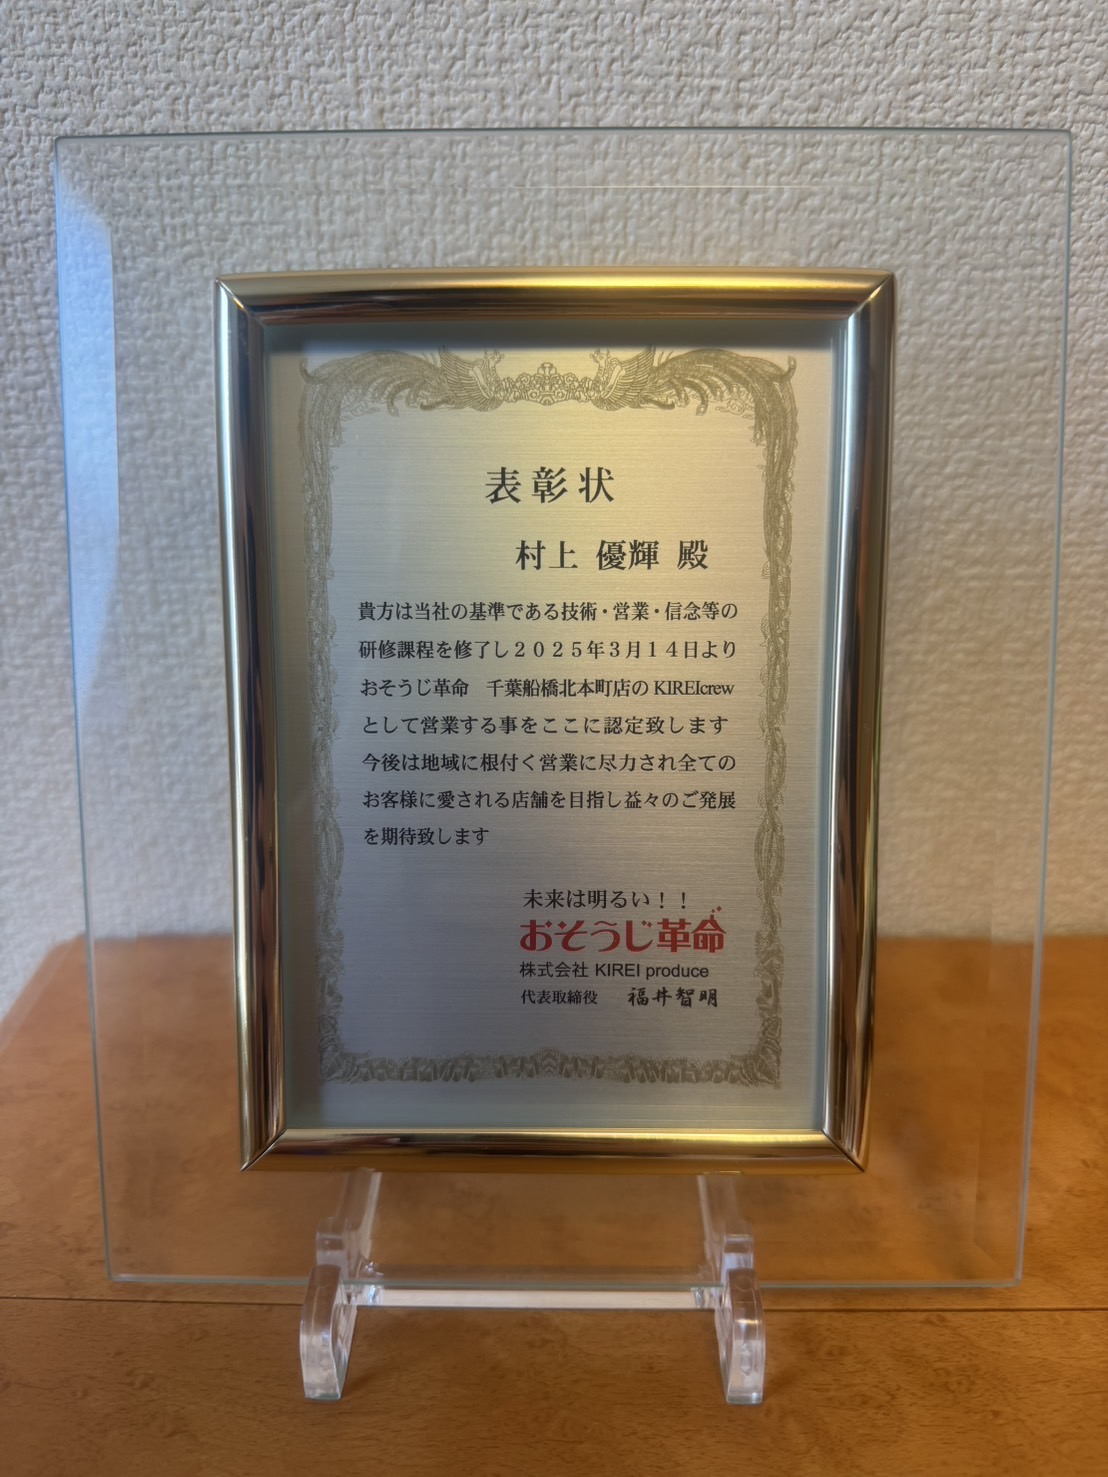 表彰状
村上 優輝 殿
貴方は当社の基準である技術・営業・信念等の
研修課程を修了し２０２５年３月１４日より
おそうじ革命　千葉船橋北本町店の KIREIcrew
として営業する事をここに認定致します
今後は地域に根付く営業に尽力され全ての
お客様に愛される店舗を目指し益々のご発展
を期待致します
未来は明るい！！
おそうじ革命
株式会社 KIREI produce
代表取締役　福井智明